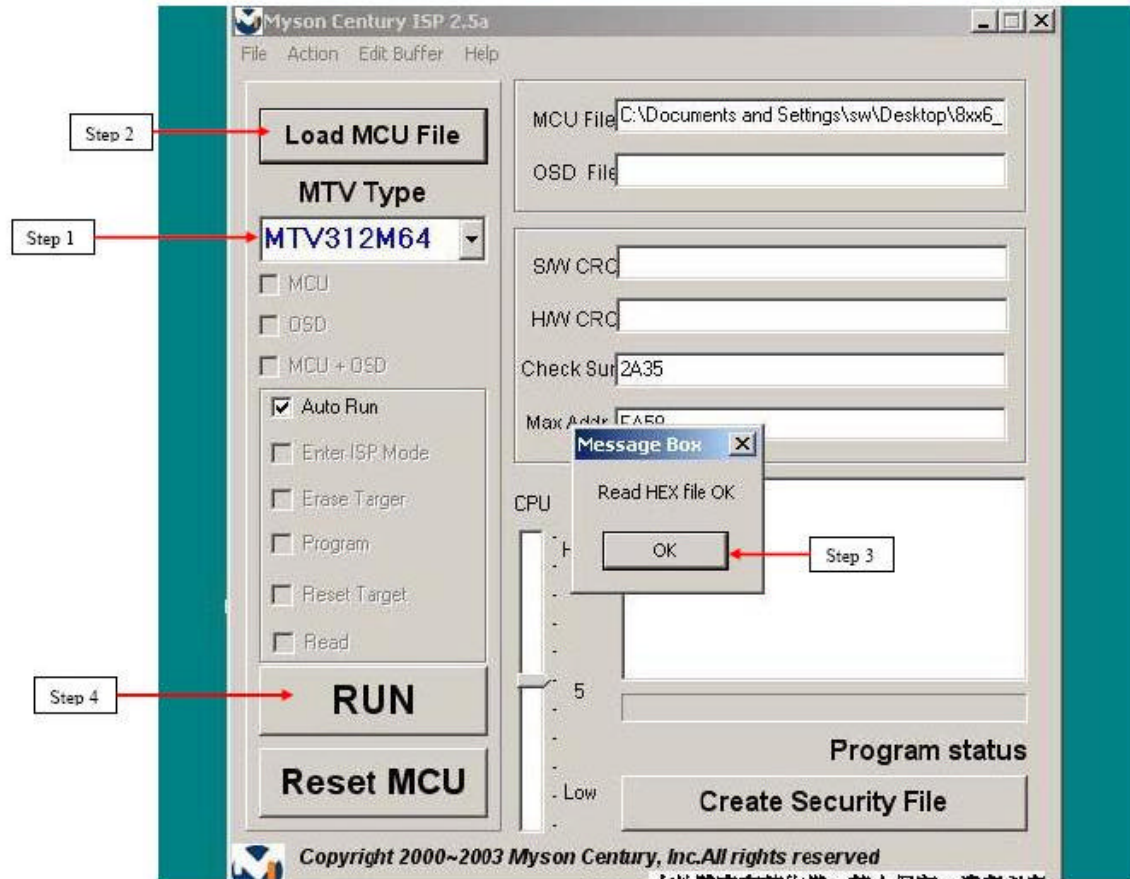 Myson Century ISP 2.5a
File Action Edit Buffer Help
Step 2
Load MCU File
MCU File C:\Documents and Settings\sw\Desktop\8xx6_
OSD File
MTV Type
Step 1
MTV312M64
MCU
OSD
MCU + OSD
S/W CRC
H/W CRC
Check Sur 2A35
Max Addr
Auto Run
Enter ISP Mode
Erase Targer
Program
Reset Target
Read
Message Box
Read HEX file OK
OK
Step 3
CPU
H
5
Low
Step 4
RUN
Reset MCU
Program status
Create Security File
Copyright 2000~2003 Myson Century, Inc.All rights reserved